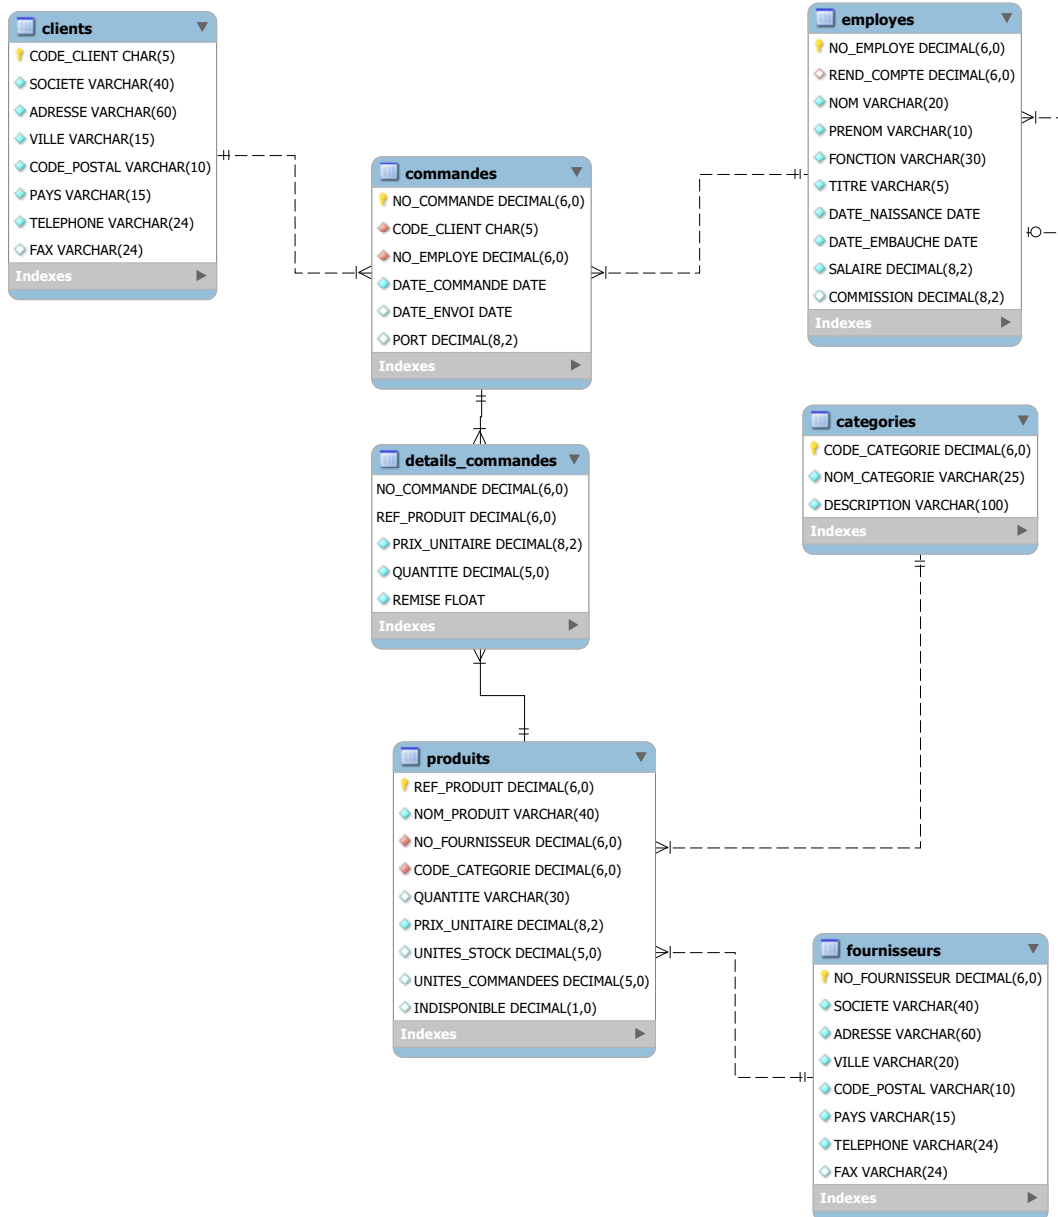 clients
CODE_CLIENT CHAR(5)
SOCIETE VARCHAR(40)
ADRESSE VARCHAR(60)
VILLE VARCHAR(15)
CODE_POSTAL VARCHAR(10)
PAYS VARCHAR(15)
TELEPHONE VARCHAR(24)
FAX VARCHAR(24)
Indexes
commandes
NO_COMMANDE DECIMAL(6,0)
CODE_CLIENT CHAR(5)
NO_EMPLOYE DECIMAL(6,0)
DATE_COMMANDE DATE
DATE_ENVOI DATE
PORT DECIMAL(8,2)
Indexes
employes
NO_EMPLOYE DECIMAL(6,0)
REND_COMPTE DECIMAL(6,0)
NOM VARCHAR(20)
PRENOM VARCHAR(10)
FONCTION VARCHAR(30)
TITRE VARCHAR(5)
DATE_NAISSANCE DATE
DATE_EMBAUCHE DATE
SALAIRE DECIMAL(8,2)
COMMISSION DECIMAL(8,2)
Indexes
details_commandes
NO_COMMANDE DECIMAL(6,0)
REF_PRODUIT DECIMAL(6,0)
PRIX_UNITAIRE DECIMAL(8,2)
QUANTITE DECIMAL(5,0)
REMISE FLOAT
Indexes
categories
CODE_CATEGORIE DECIMAL(6,0)
NOM_CATEGORIE VARCHAR(25)
DESCRIPTION VARCHAR(100)
Indexes
produits
REF_PRODUIT DECIMAL(6,0)
NOM_PRODUIT VARCHAR(40)
NO_FOURNISSEUR DECIMAL(6,0)
CODE_CATEGORIE DECIMAL(6,0)
QUANTITE VARCHAR(30)
PRIX_UNITAIRE DECIMAL(8,2)
UNITES_STOCK DECIMAL(5,0)
UNITES_COMMANDEES DECIMAL(5,0)
INDISPONIBLE DECIMAL(1,0)
Indexes
fournisseurs
NO_FOURNISSEUR DECIMAL(6,0)
SOCIETE VARCHAR(40)
ADRESSE VARCHAR(60)
VILLE VARCHAR(20)
CODE_POSTAL VARCHAR(10)
PAYS VARCHAR(15)
TELEPHONE VARCHAR(24)
FAX VARCHAR(24)
Indexes